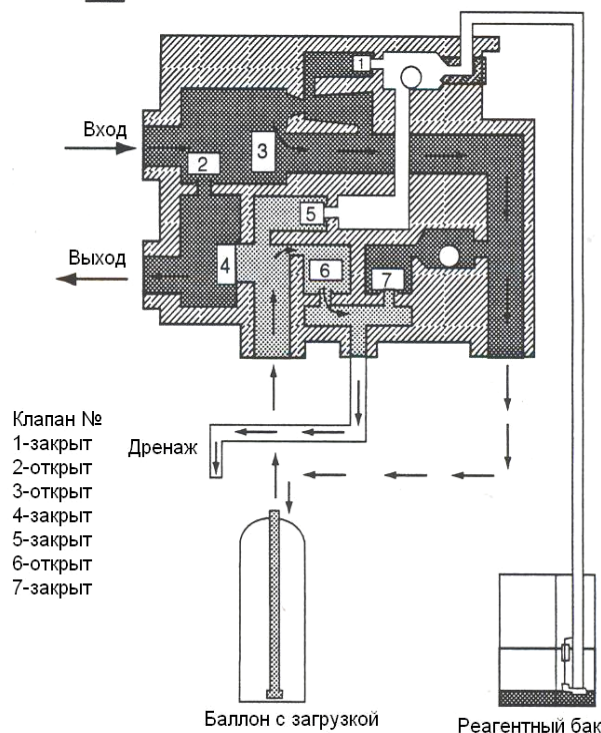 1
Вход
2
3
5
Выход
4
6
7
Клапан №
1-закрыт
2-открыт
3-открыт
4-закрыт
5-закрыт
6-открыт
7-закрыт
Дренаж
Баллон с загрузкой
Реагентный бак